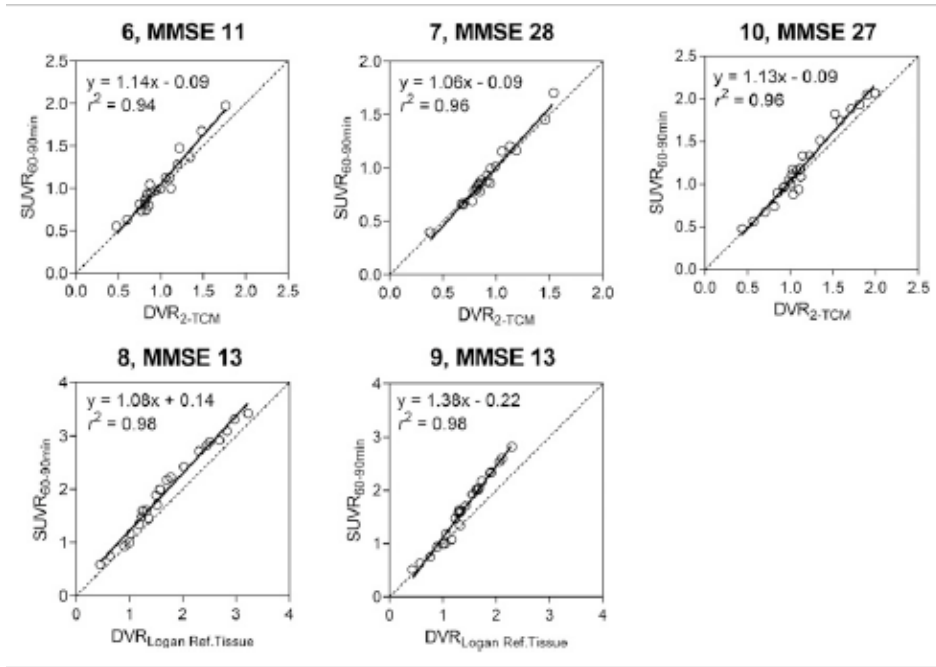 6, MMSE 11
y = 1.14x - 0.09
r² = 0.94
SUVR60-90min
2.5
2.0
1.5
1.0
0.5
0.0
0.0 0.5 1.0 1.5 2.0 2.5
DVR2-TCM
7, MMSE 28
y = 1.06x - 0.09
r² = 0.96
SUVR60-90min
2.0
1.5
1.0
0.5
0.0
0.0 0.5 1.0 1.5 2.0
DVR2-TCM
10, MMSE 27
y = 1.13x - 0.09
r² = 0.96
SUVR60-90min
2.5
2.0
1.5
1.0
0.5
0.0
0.0 0.5 1.0 1.5 2.0 2.5
DVR2-TCM
8, MMSE 13
y = 1.08x + 0.14
r² = 0.98
SUVR60-90min
4
3
2
1
0
0 1 2 3 4
DVRLogan Ref.Tissue
9, MMSE 13
y = 1.38x - 0.22
r² = 0.98
SUVR60-90min
4
3
2
1
0
0 1 2 3 4
DVRLogan Ref.Tissue